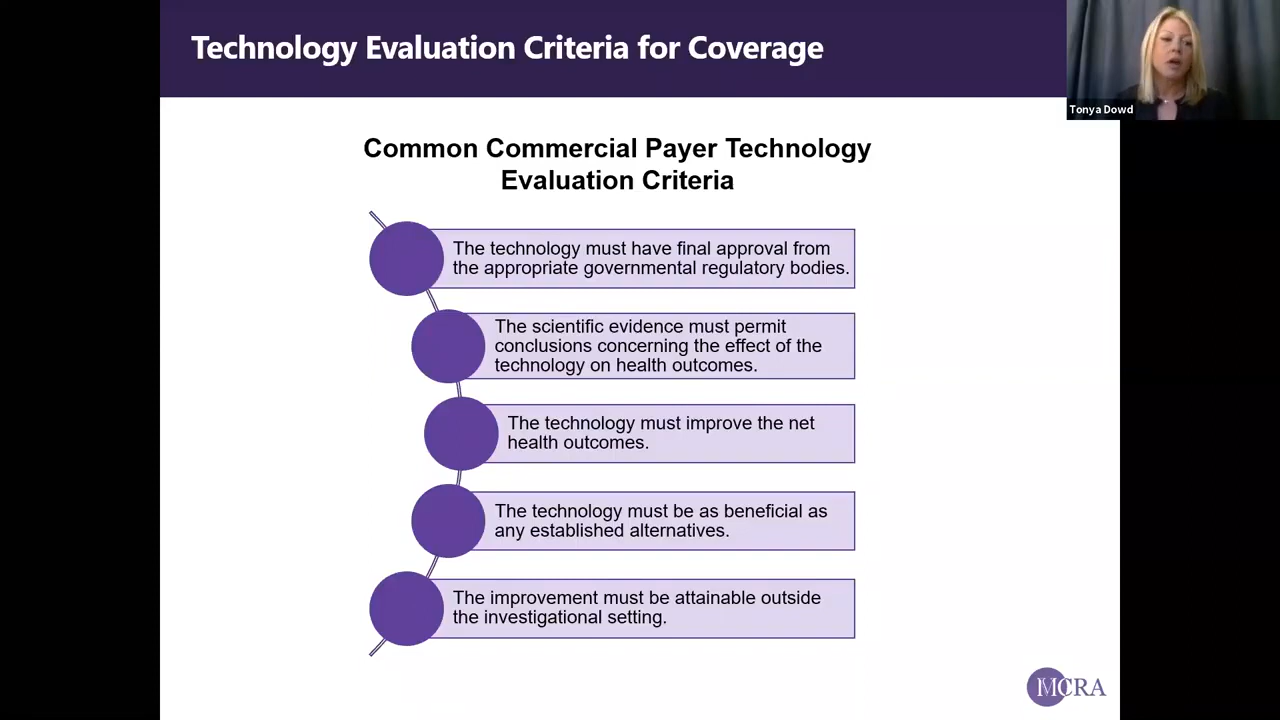 Technology Evaluation Criteria for Coverage
Tonya Dowd
Common Commercial Payer Technology
Evaluation Criteria
The technology must have final approval from
the appropriate governmental regulatory bodies.
The scientific evidence must permit
conclusions concerning the effect of the
technology on health outcomes.
The technology must improve the net
health outcomes.
The technology must be as beneficial as
any established alternatives.
The improvement must be attainable outside
the investigational setting.
MCRA